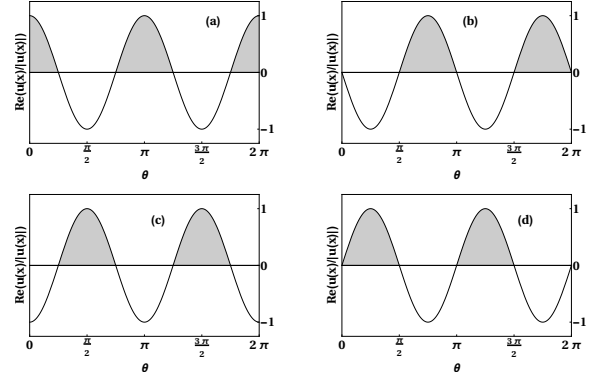 (a)
Re(u(x)/|u(x)|)
1
0
−1
0 π/2 π 3π/2 2π
θ
(b)
Re(u(x)/|u(x)|)
1
0
−1
0 π/2 π 3π/2 2π
θ
(c)
Re(u(x)/|u(x)|)
1
0
−1
0 π/2 π 3π/2 2π
θ
(d)
Re(u(x)/|u(x)|)
1
0
−1
0 π/2 π 3π/2 2π
θ